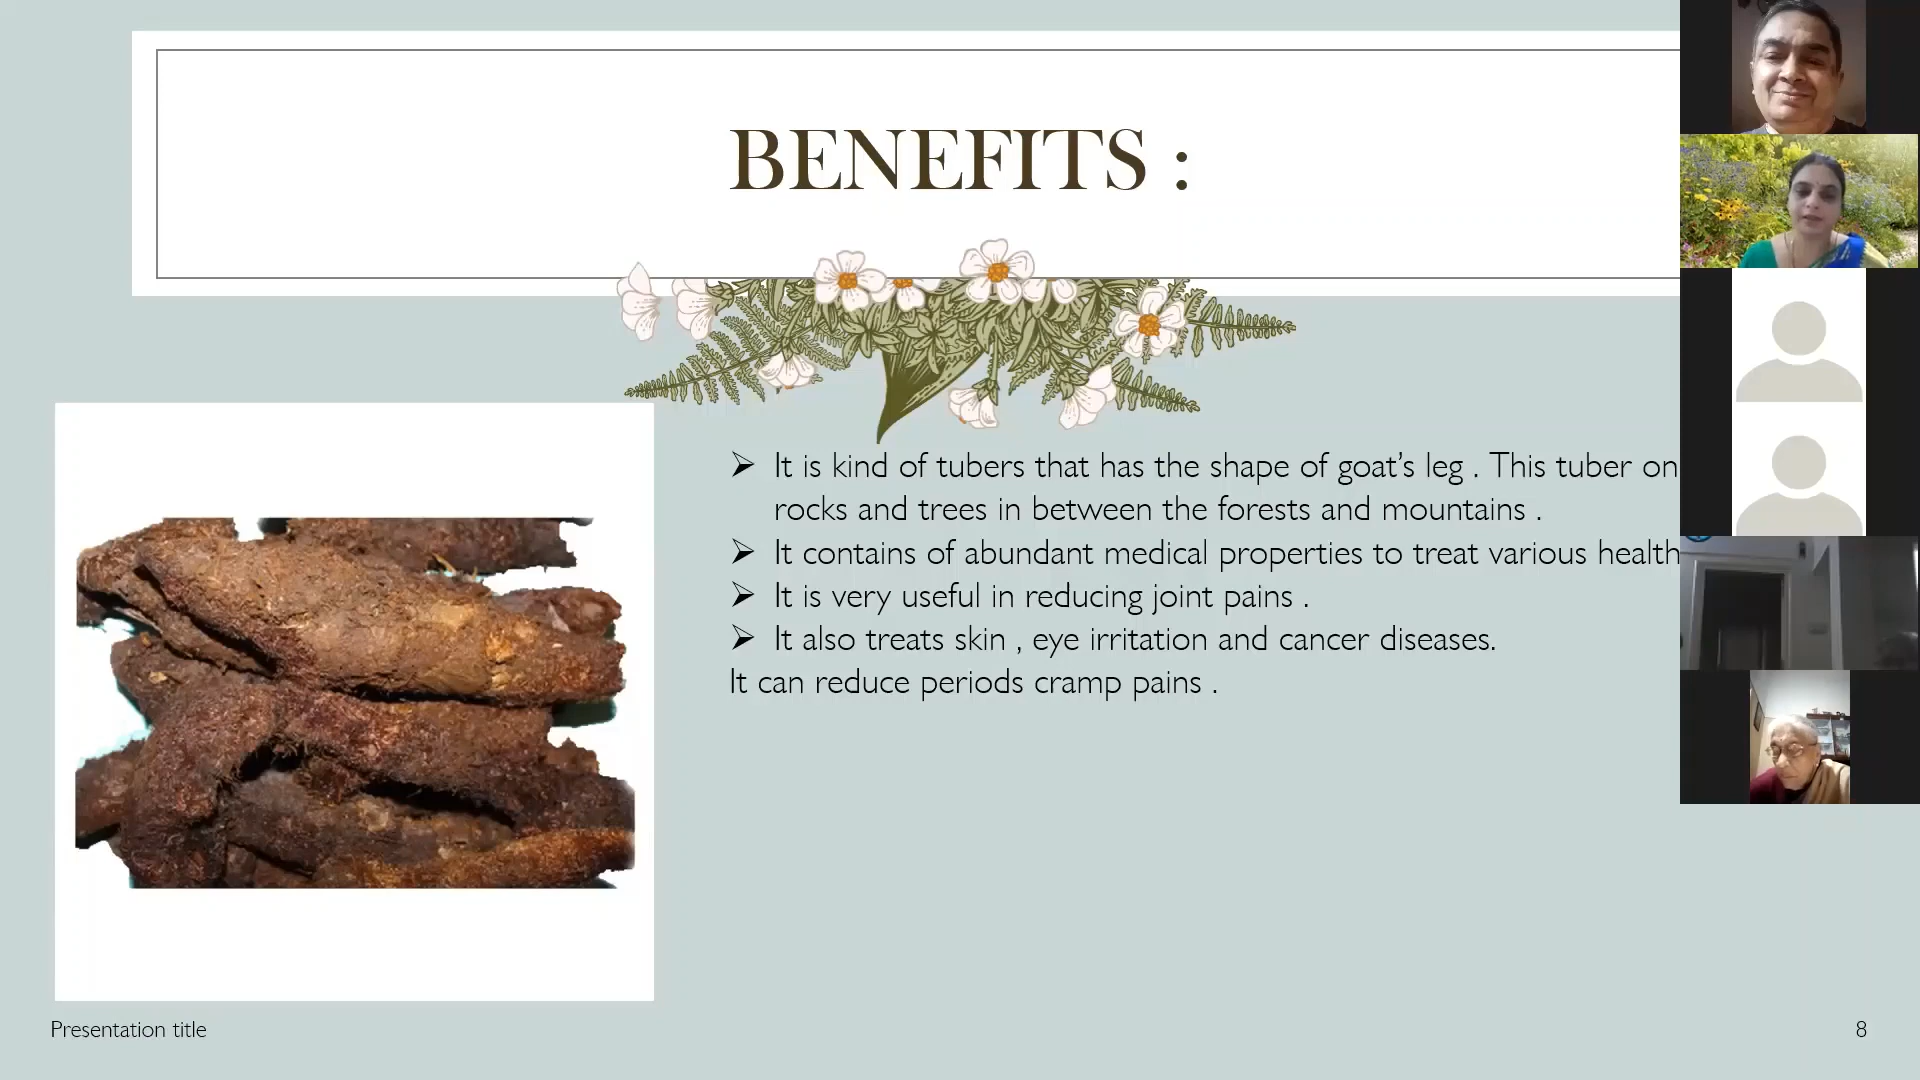 BENEFITS :
➤ It is kind of tubers that has the shape of goat's leg . This tuber on
rocks and trees in between the forests and mountains .
➤ It contains of abundant medical properties to treat various health
➤ It is very useful in reducing joint pains .
➤ It also treats skin , eye irritation and cancer diseases.
It can reduce periods cramp pains .
Presentation title
8